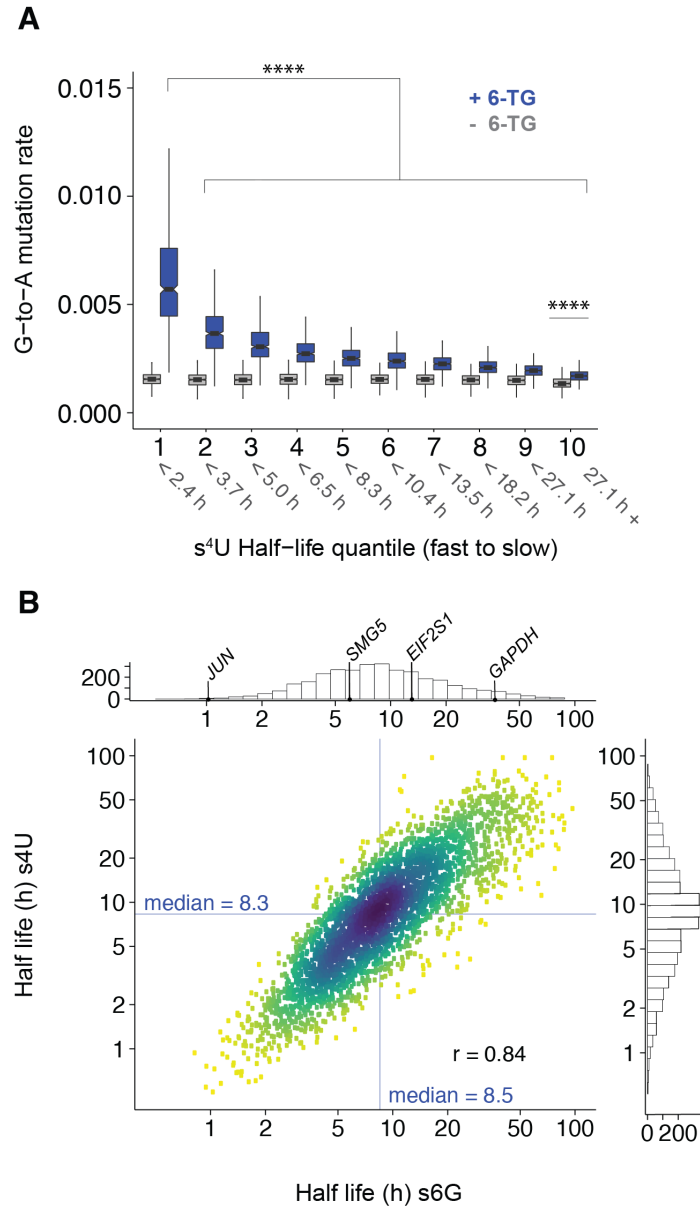 A
****
+ 6-TG
- 6-TG
G−to−A mutation rate
0.015
0.010
0.005
0.000
****
1 2 3 4 5 6 7 8 9 10
< 2.4 h < 3.7 h < 5.0 h < 6.5 h < 8.3 h < 10.4 h < 13.5 h < 18.2 h < 27.1 h 27.1 h +
s⁴U Half−life quantile (fast to slow)
B
JUN SMG5 EIF2S1 GAPDH
200
0
1 2 5 10 20 50 100
Half life (h) s4U
100
50
20
10
5
2
1
median = 8.3
r = 0.84
median = 8.5
1 2 5 10 20 50 100
Half life (h) s6G
100
50
20
10
5
2
1
0 200